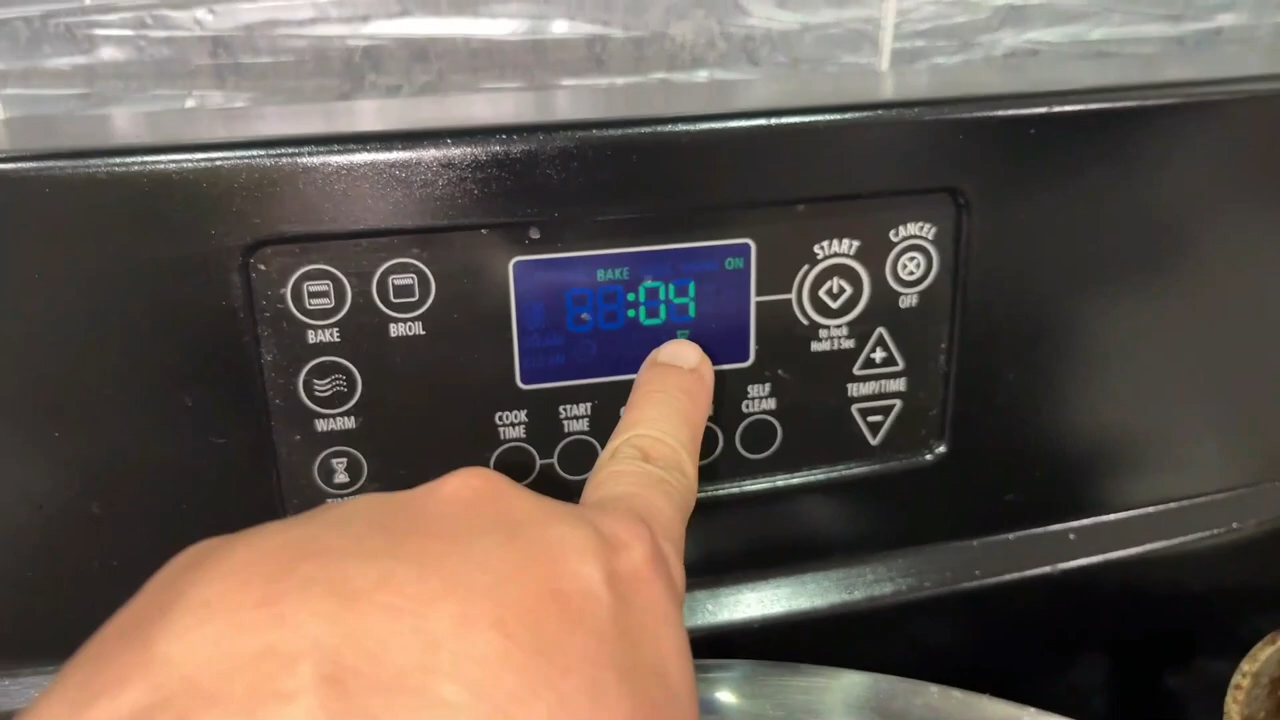 BAKE
ON
:04
START
to lock
Hold 3 Sec
CANCEL
OFF
BAKE
BROIL
WARM
TEMP/TIME
COOK
TIME
START
TIME
SELF
CLEAN